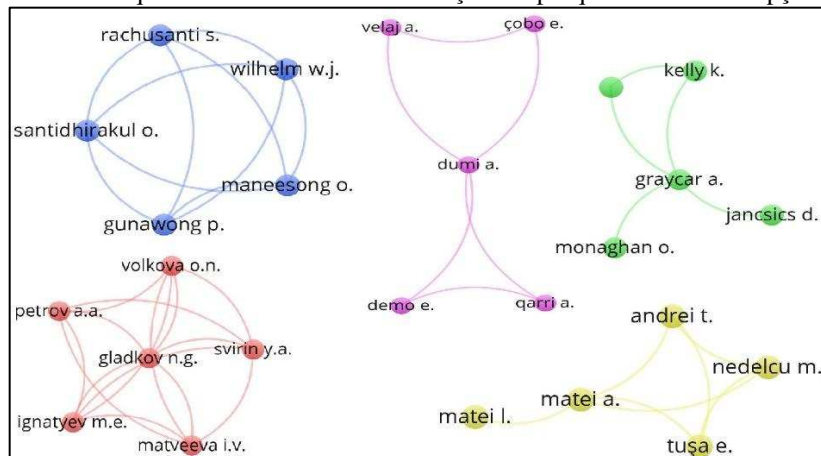 rachusanti s.
wilhelm w.j.
santidhirakul o.
maneesong o.
gunawong p.
velaj a.
çobo e.
dumi a.
demo e.
qarri a.
kelly k.
graycar a.
jancsics d.
monaghan o.
volkova o.n.
petrov a.a.
gladkov n.g.
svirin y.a.
ignatyev m.e.
matveeva i.v.
andrei t.
nedelcu m.
matei a.
matei l.
tuşa e.